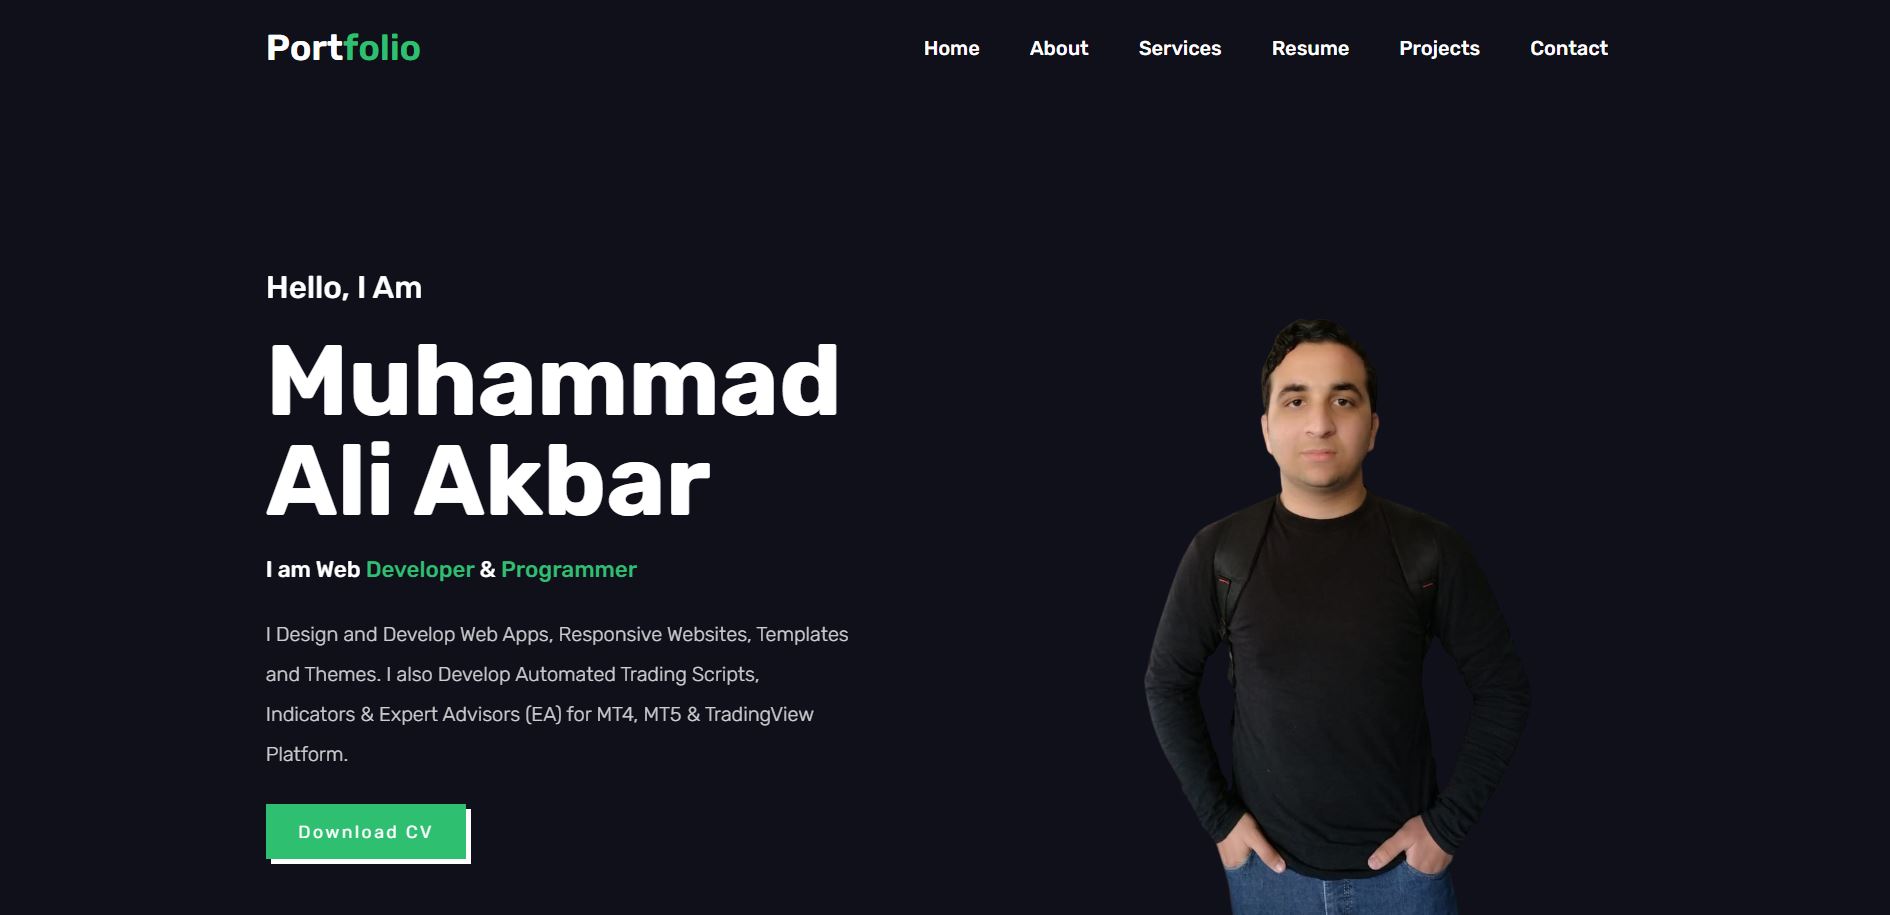 Portfolio
Home About Services Resume Projects Contact
Hello, I Am
Muhammad
Ali Akbar
I am Web Developer & Programmer
I Design and Develop Web Apps, Responsive Websites, Templates
and Themes. I also Develop Automated Trading Scripts,
Indicators & Expert Advisors (EA) for MT4, MT5 & TradingView
Platform.
Download CV